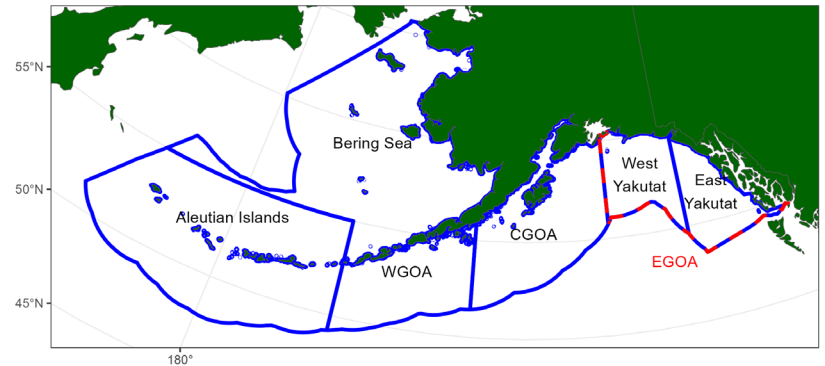 55°N
Bering Sea
West
Yakutat
East
Yakutat
50°N
Aleutian Islands
CGOA
WGOA
EGOA
45°N
180°